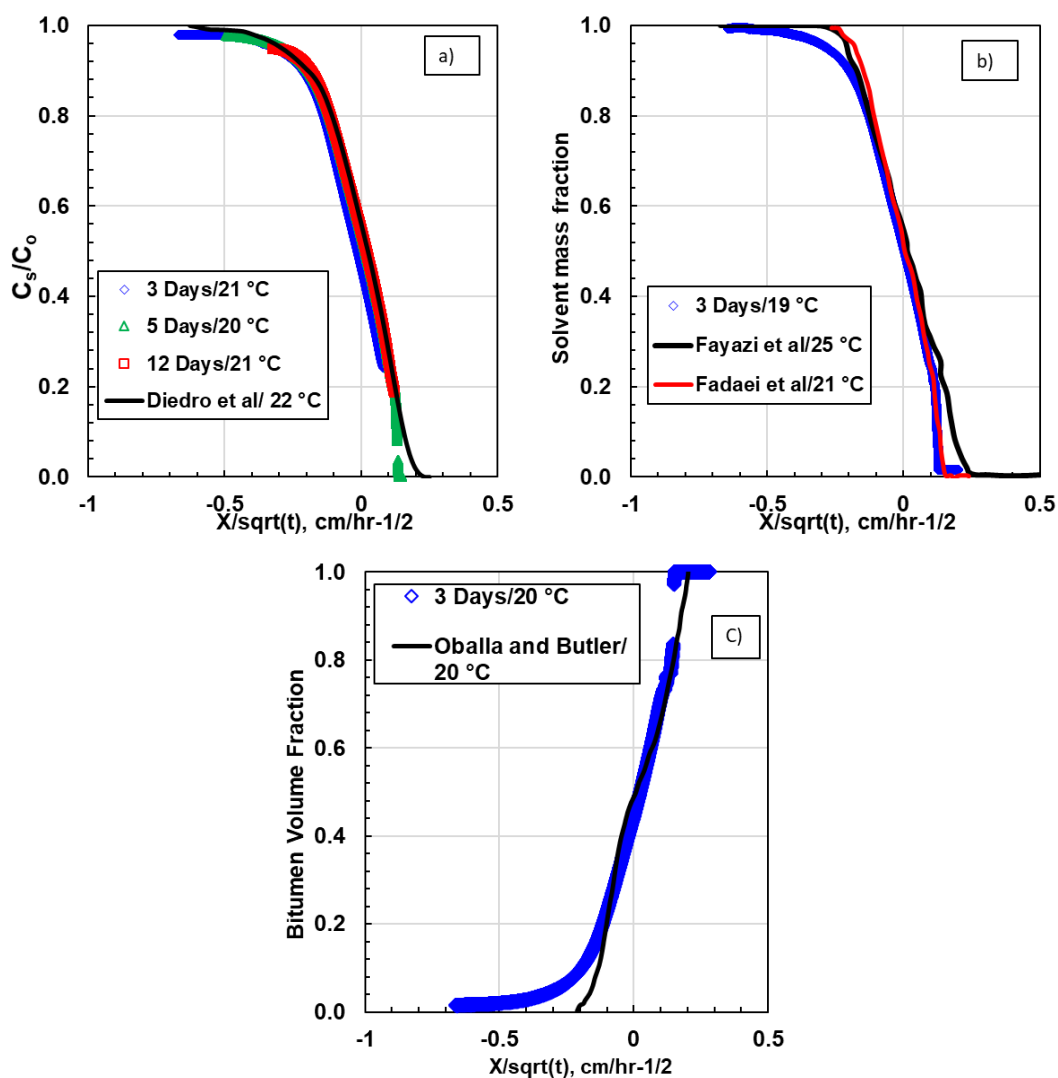 a)
1.0
0.8
0.6
0.4
0.2
0.0
Cs/Co
3 Days/21 °C
5 Days/20 °C
12 Days/21 °C
Diedro et al/ 22 °C
-1
-0.5
0
0.5
X/sqrt(t), cm/hr-1/2
b)
1.0
0.8
0.6
0.4
0.2
0.0
Solvent mass fraction
3 Days/19 °C
Fayazi et al/25 °C
Fadaei et al/21 °C
-1
-0.5
0
0.5
X/sqrt(t), cm/hr-1/2
C)
1.0
0.8
0.6
0.4
0.2
0.0
Bitumen Volume Fraction
3 Days/20 °C
Oballa and Butler/
20 °C
-1
-0.5
0
0.5
X/sqrt(t), cm/hr-1/2